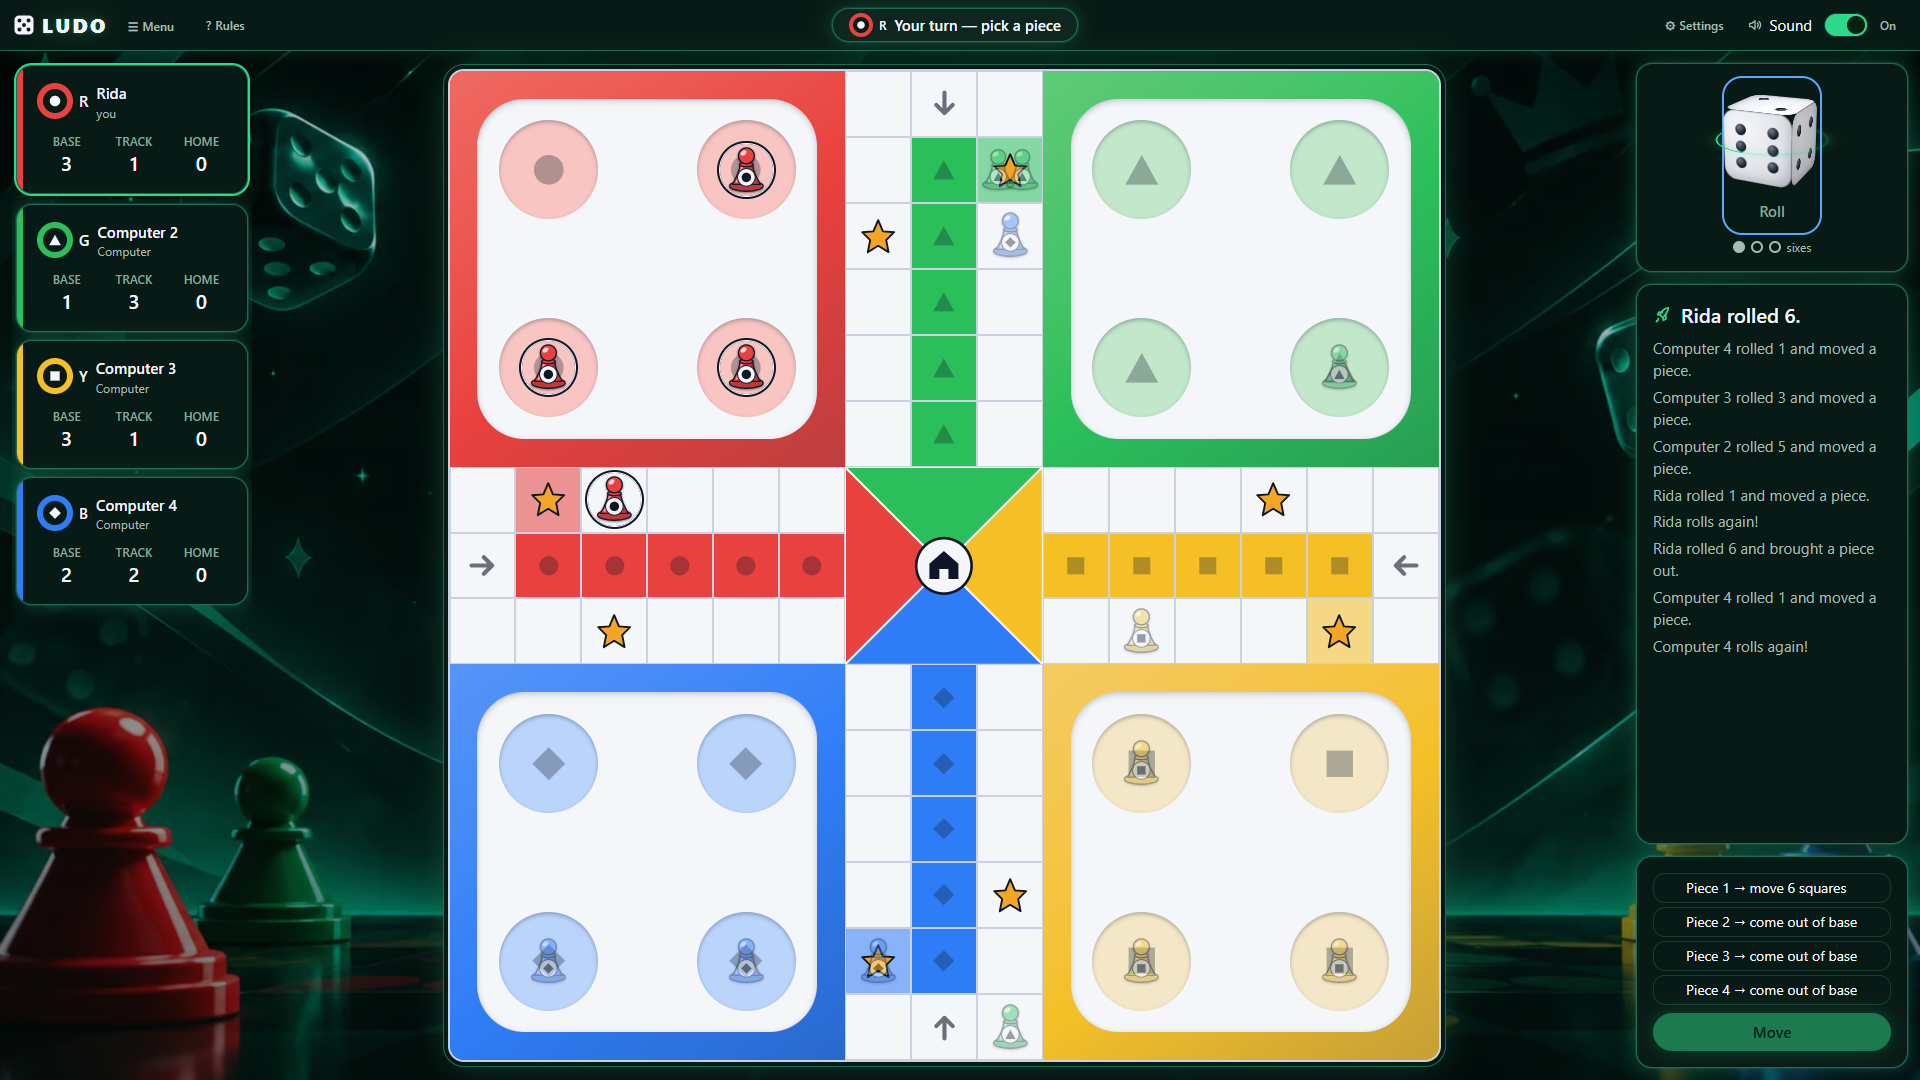 LUDO
☰ Menu
? Rules
R Your turn — pick a piece
⚙ Settings
Sound
On
R Rida
you
BASE TRACK HOME
3 1 0
G Computer 2
Computer
BASE TRACK HOME
1 3 0
Y Computer 3
Computer
BASE TRACK HOME
3 1 0
B Computer 4
Computer
BASE TRACK HOME
2 2 0
Roll
sixes
Rida rolled 6.
Computer 4 rolled 1 and moved a
piece.
Computer 3 rolled 3 and moved a
piece.
Computer 2 rolled 5 and moved a
piece.
Rida rolled 1 and moved a piece.
Rida rolls again!
Rida rolled 6 and brought a piece
out.
Computer 4 rolled 1 and moved a
piece.
Computer 4 rolls again!
Piece 1 → move 6 squares
Piece 2 → come out of base
Piece 3 → come out of base
Piece 4 → come out of base
Move